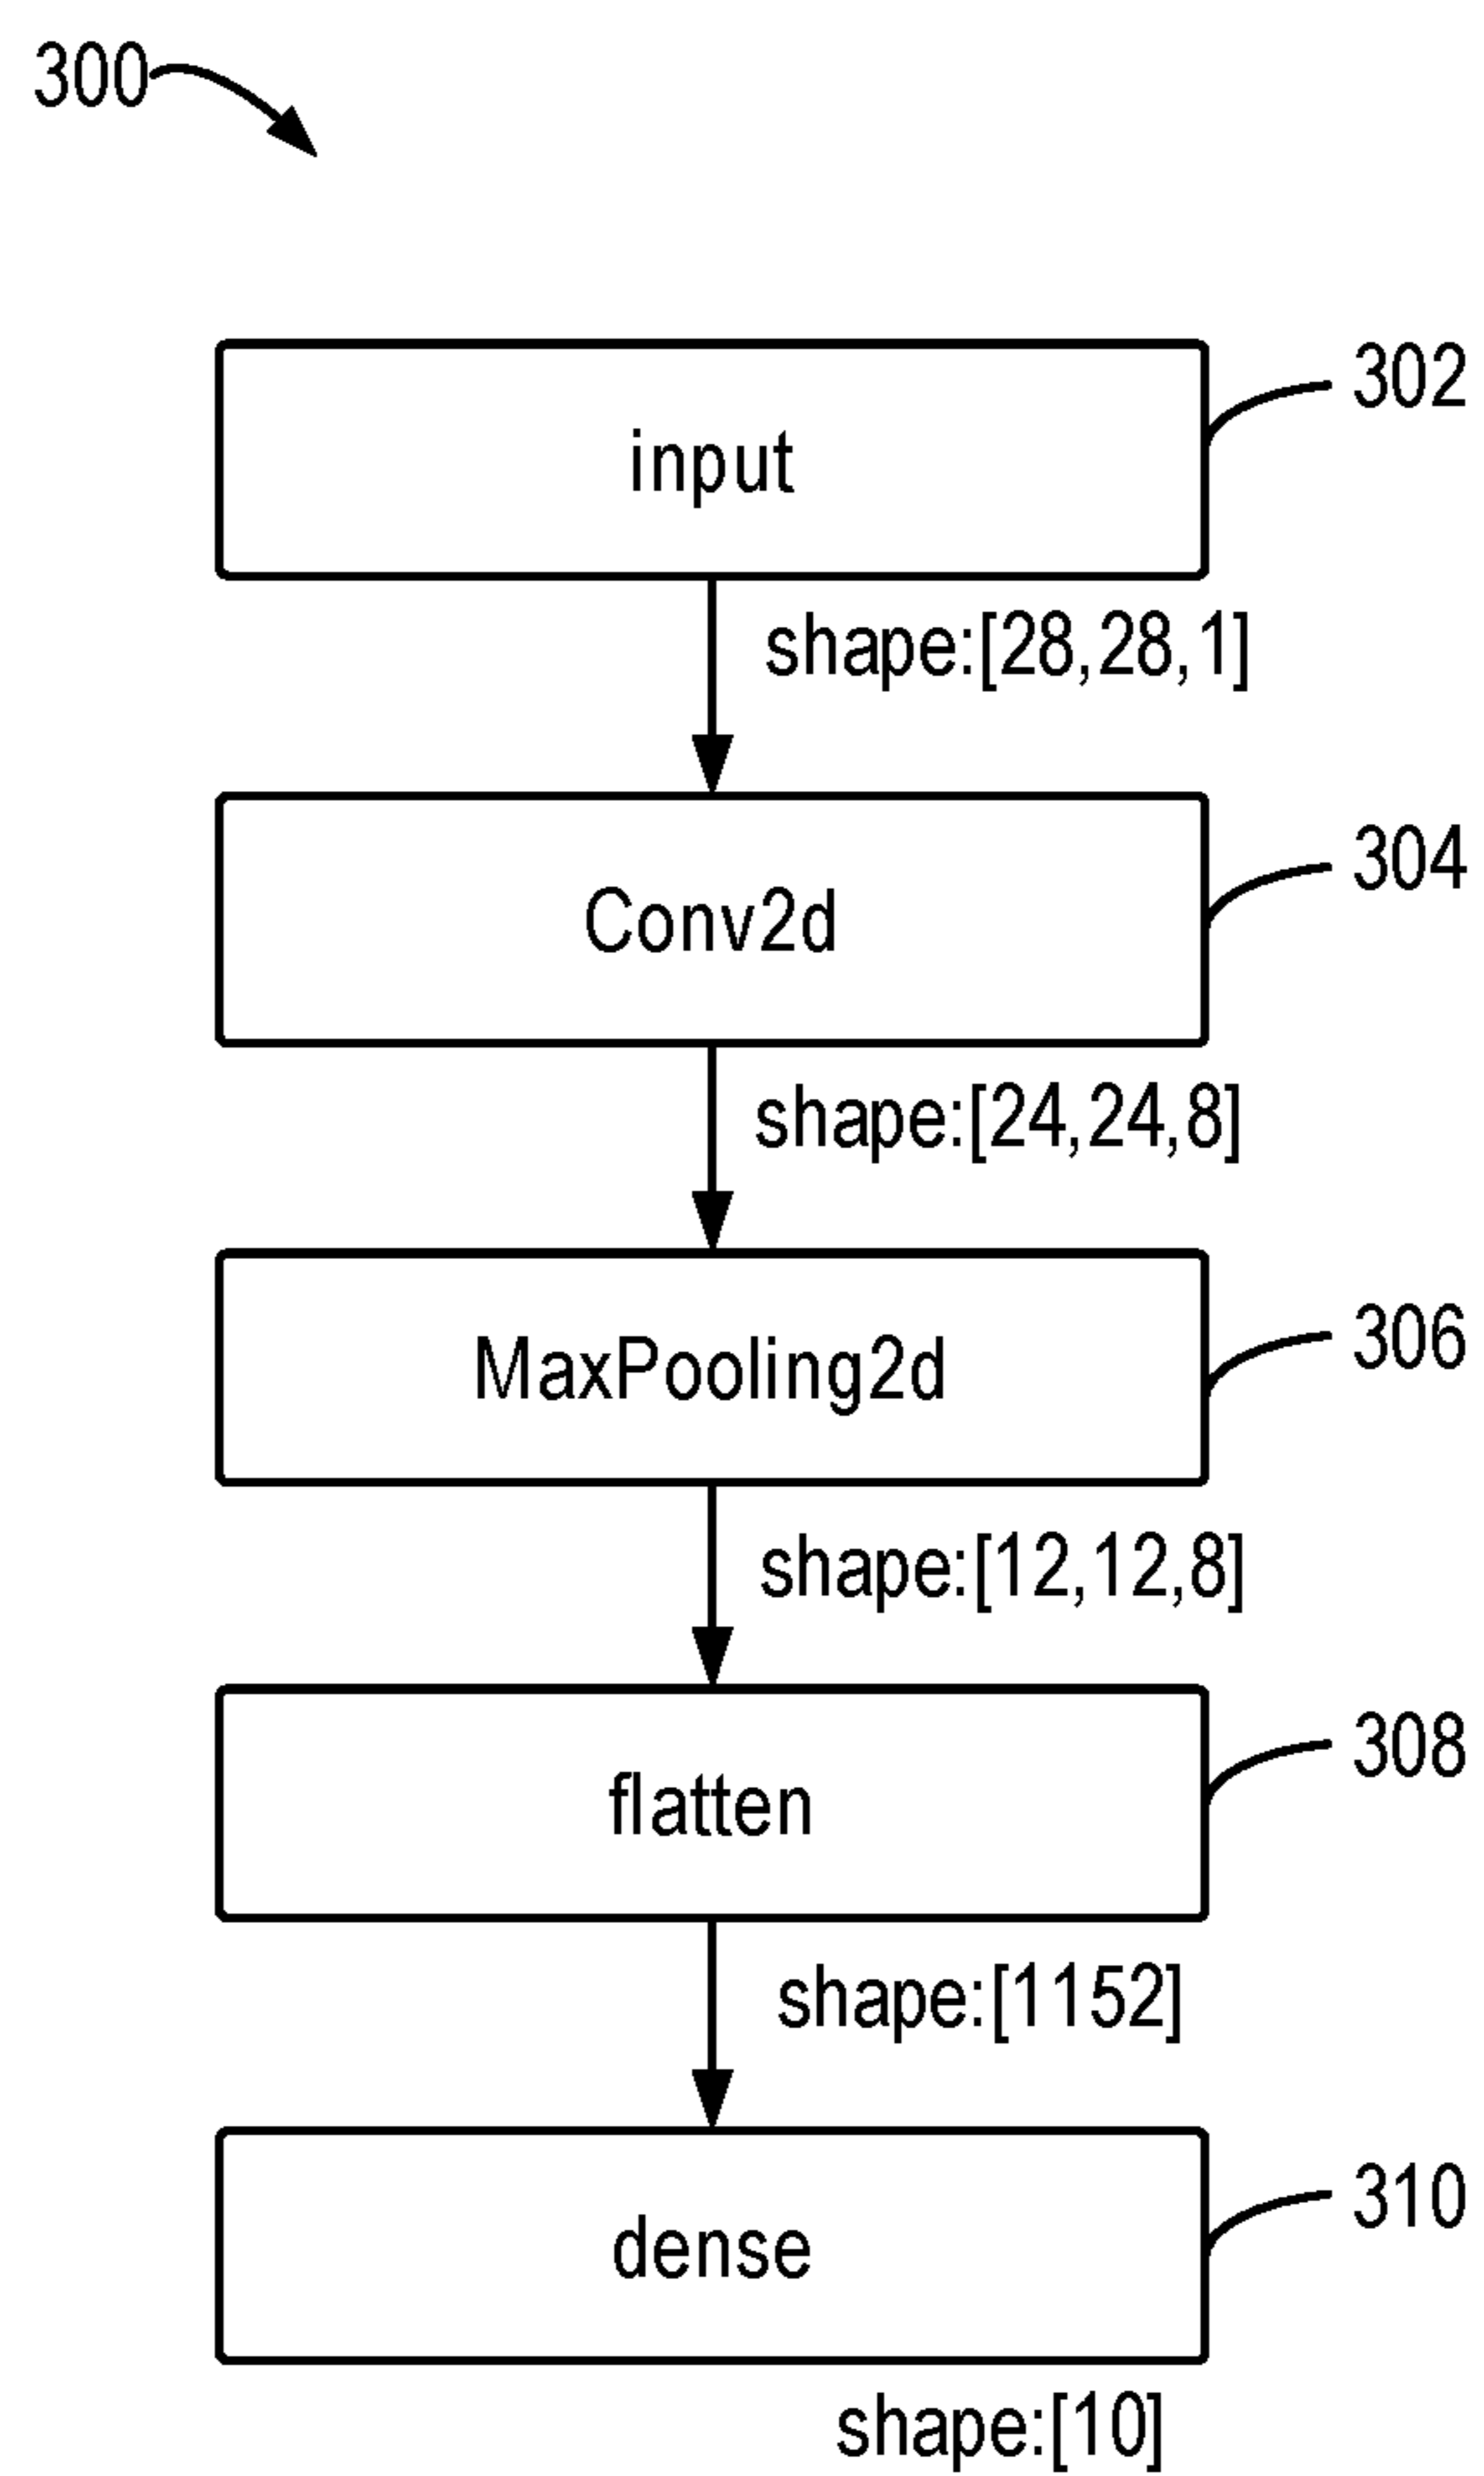 300
302
input
shape:[28,28,1]
304
Conv2d
shape:[24,24,8]
306
MaxPooling2d
shape:[12,12,8]
308
flatten
shape:[1152]
310
dense
shape:[10]